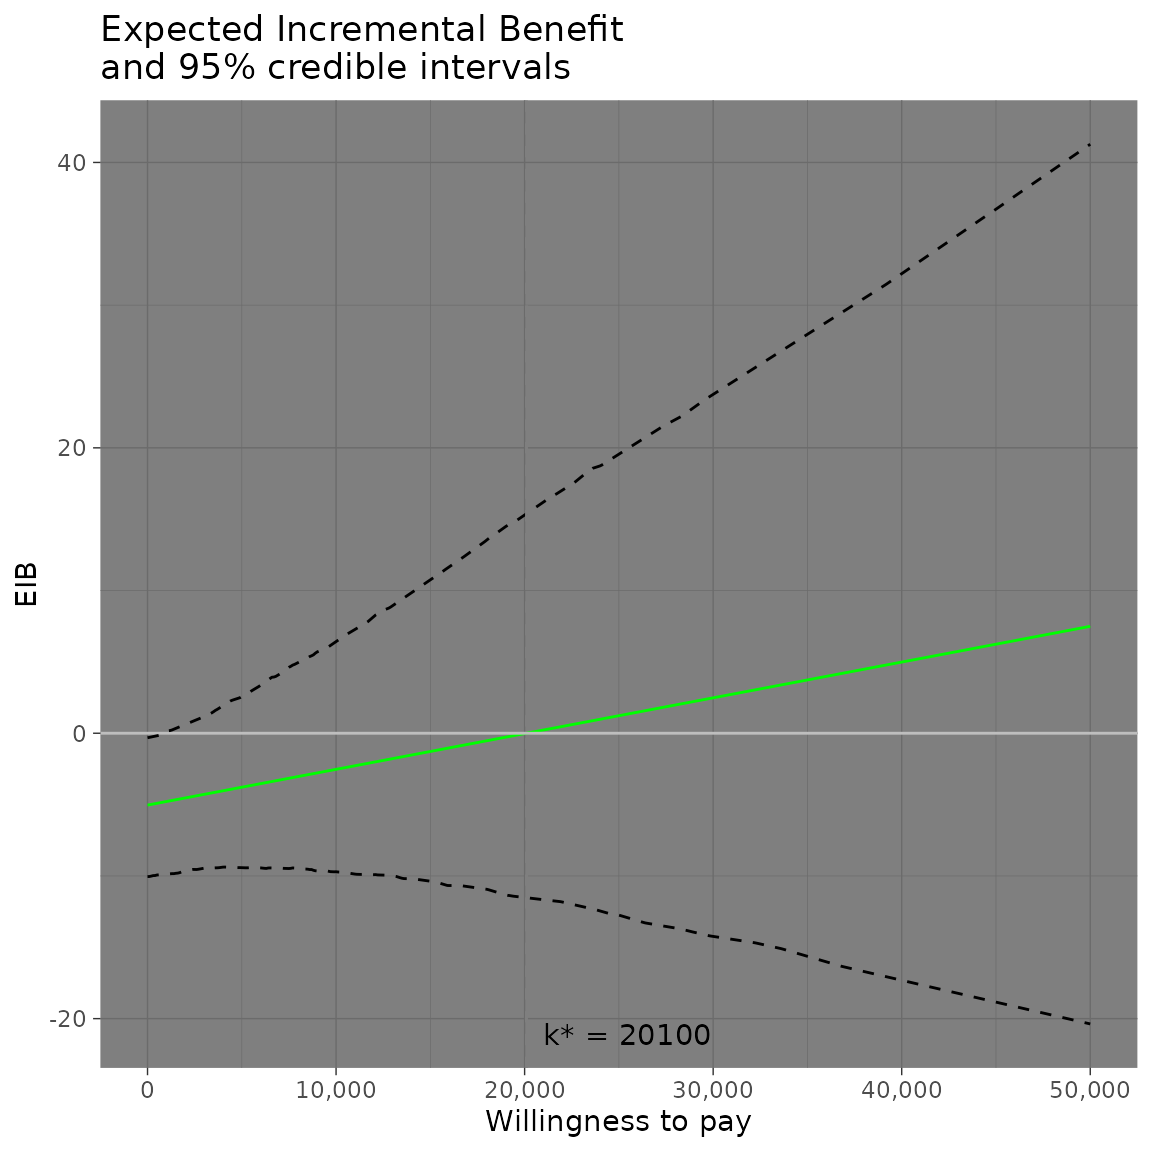 Expected Incremental Benefit
and 95% credible intervals
EIB
40
20
0
-20
k* = 20100
0 10,000 20,000 30,000 40,000 50,000
Willingness to pay